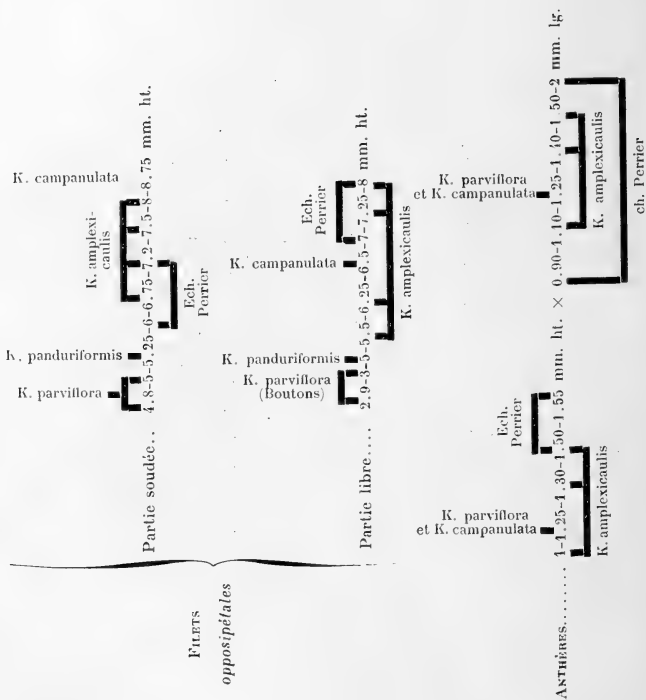 FILETS
opposipétales
Partie soudée... 4.8-5-5.25-6-6.75-7.2-7.5-8-8.75 mm. ht.
K. parviflora
K. panduriformis
K. amplexi-
caulis
K. campanulata
Ech.
Perrier
Partie libre.... 2.9-3-5-5.5-6.25-6.5-7-7.25-8 mm. ht.
K. parviflora
(Boutons)
K. panduriformis
K. campanulata
Ech.
Perrier
K. amplexicaulis
ANTHÈRES........ 1-1.25-1.30-1.50-1.55 mm. ht. × 0.90-1.10-1.25-1.40-1.50-2 mm. lg.
K. parviflora
et K. campanulata
Ech.
Perrier
K. amplexicaulis
K. parviflora
et K. campanulata
K. amplexicaulis
ch. Perrier